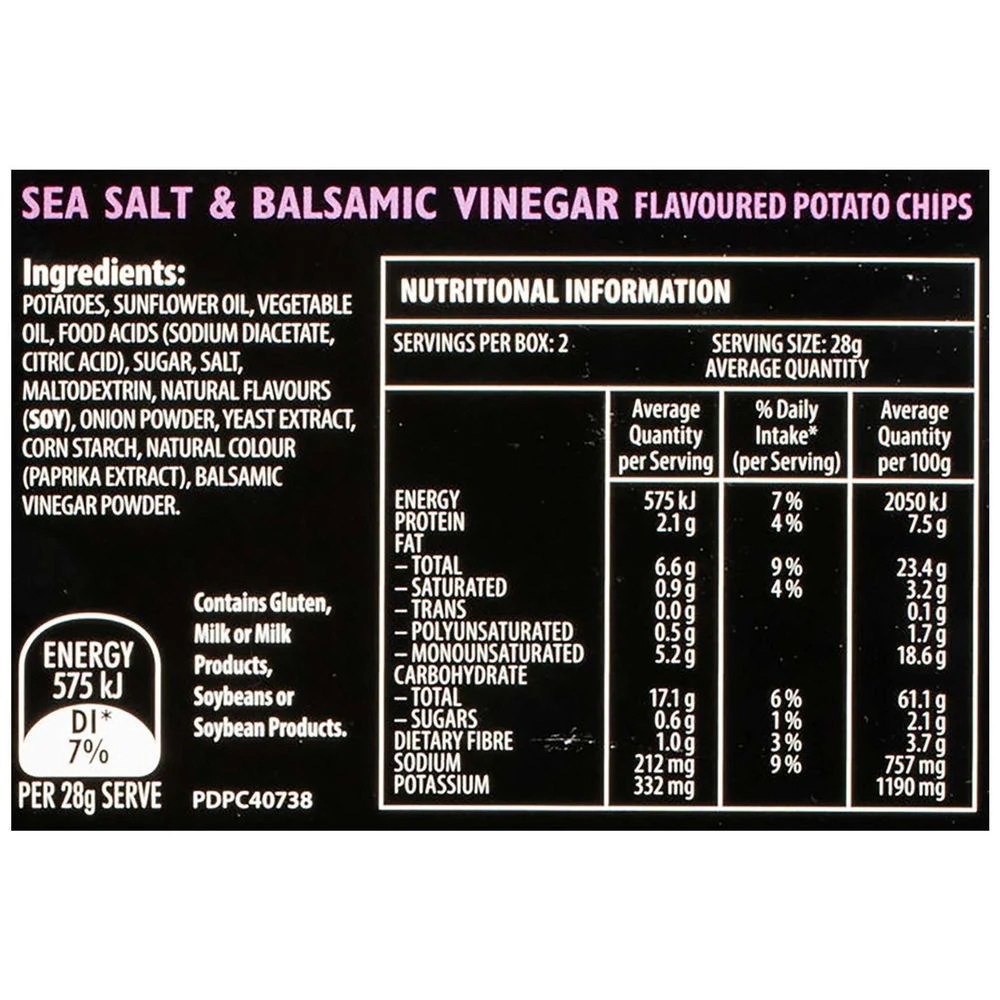 SEA SALT & BALSAMIC VINEGAR FLAVOURED POTATO CHIPS
Ingredients:
POTATOES, SUNFLOWER OIL, VEGETABLE
OIL, FOOD ACIDS (SODIUM DIACETATE,
CITRIC ACID), SUGAR, SALT,
MALTODEXTRIN, NATURAL FLAVOURS
(SOY), ONION POWDER, YEAST EXTRACT,
CORN STARCH, NATURAL COLOUR
(PAPRIKA EXTRACT), BALSAMIC
VINEGAR POWDER.
ENERGY
575 kJ
DI*
7%
PER 28g SERVE
Contains Gluten,
Milk or Milk
Products,
Soybeans or
Soybean Products.
PDPC40738
NUTRITIONAL INFORMATION
SERVINGS PER BOX: 2 SERVING SIZE: 28g
AVERAGE QUANTITY
Average % Daily Average
Quantity Intake* Quantity
per Serving (per Serving) per 100g
ENERGY 575 kJ 7% 2050 kJ
PROTEIN 2.1 g 4% 7.5 g
FAT
– TOTAL 6.6 g 9% 23.4 g
– SATURATED 0.9 g 4% 3.2 g
– TRANS 0.0 g 0.1 g
– POLYUNSATURATED 0.5 g 1.7 g
– MONOUNSATURATED 5.2 g 18.6 g
CARBOHYDRATE
– TOTAL 17.1 g 6% 61.1 g
– SUGARS 0.6 g 1% 2.1 g
DIETARY FIBRE 1.0 g 3% 3.7 g
SODIUM 212 mg 9% 757 mg
POTASSIUM 332 mg 1190 mg